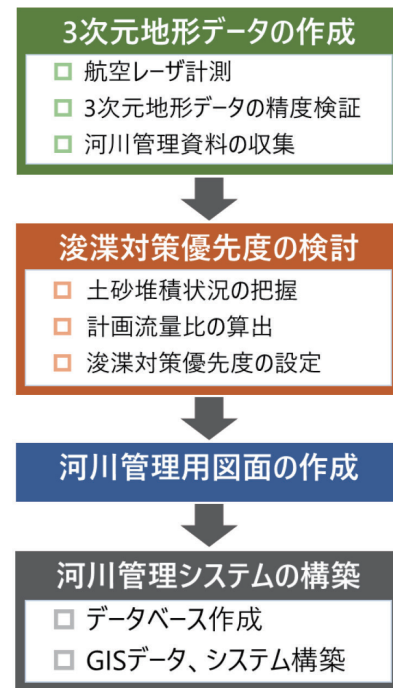 3次元地形データの作成
航空レーザ計測
3次元地形データの精度検証
河川管理資料の収集
浚渫対策優先度の検討
土砂堆積状況の把握
計画流量比の算出
浚渫対策優先度の設定
河川管理用図面の作成
河川管理システムの構築
データベース作成
GISデータ、システム構築